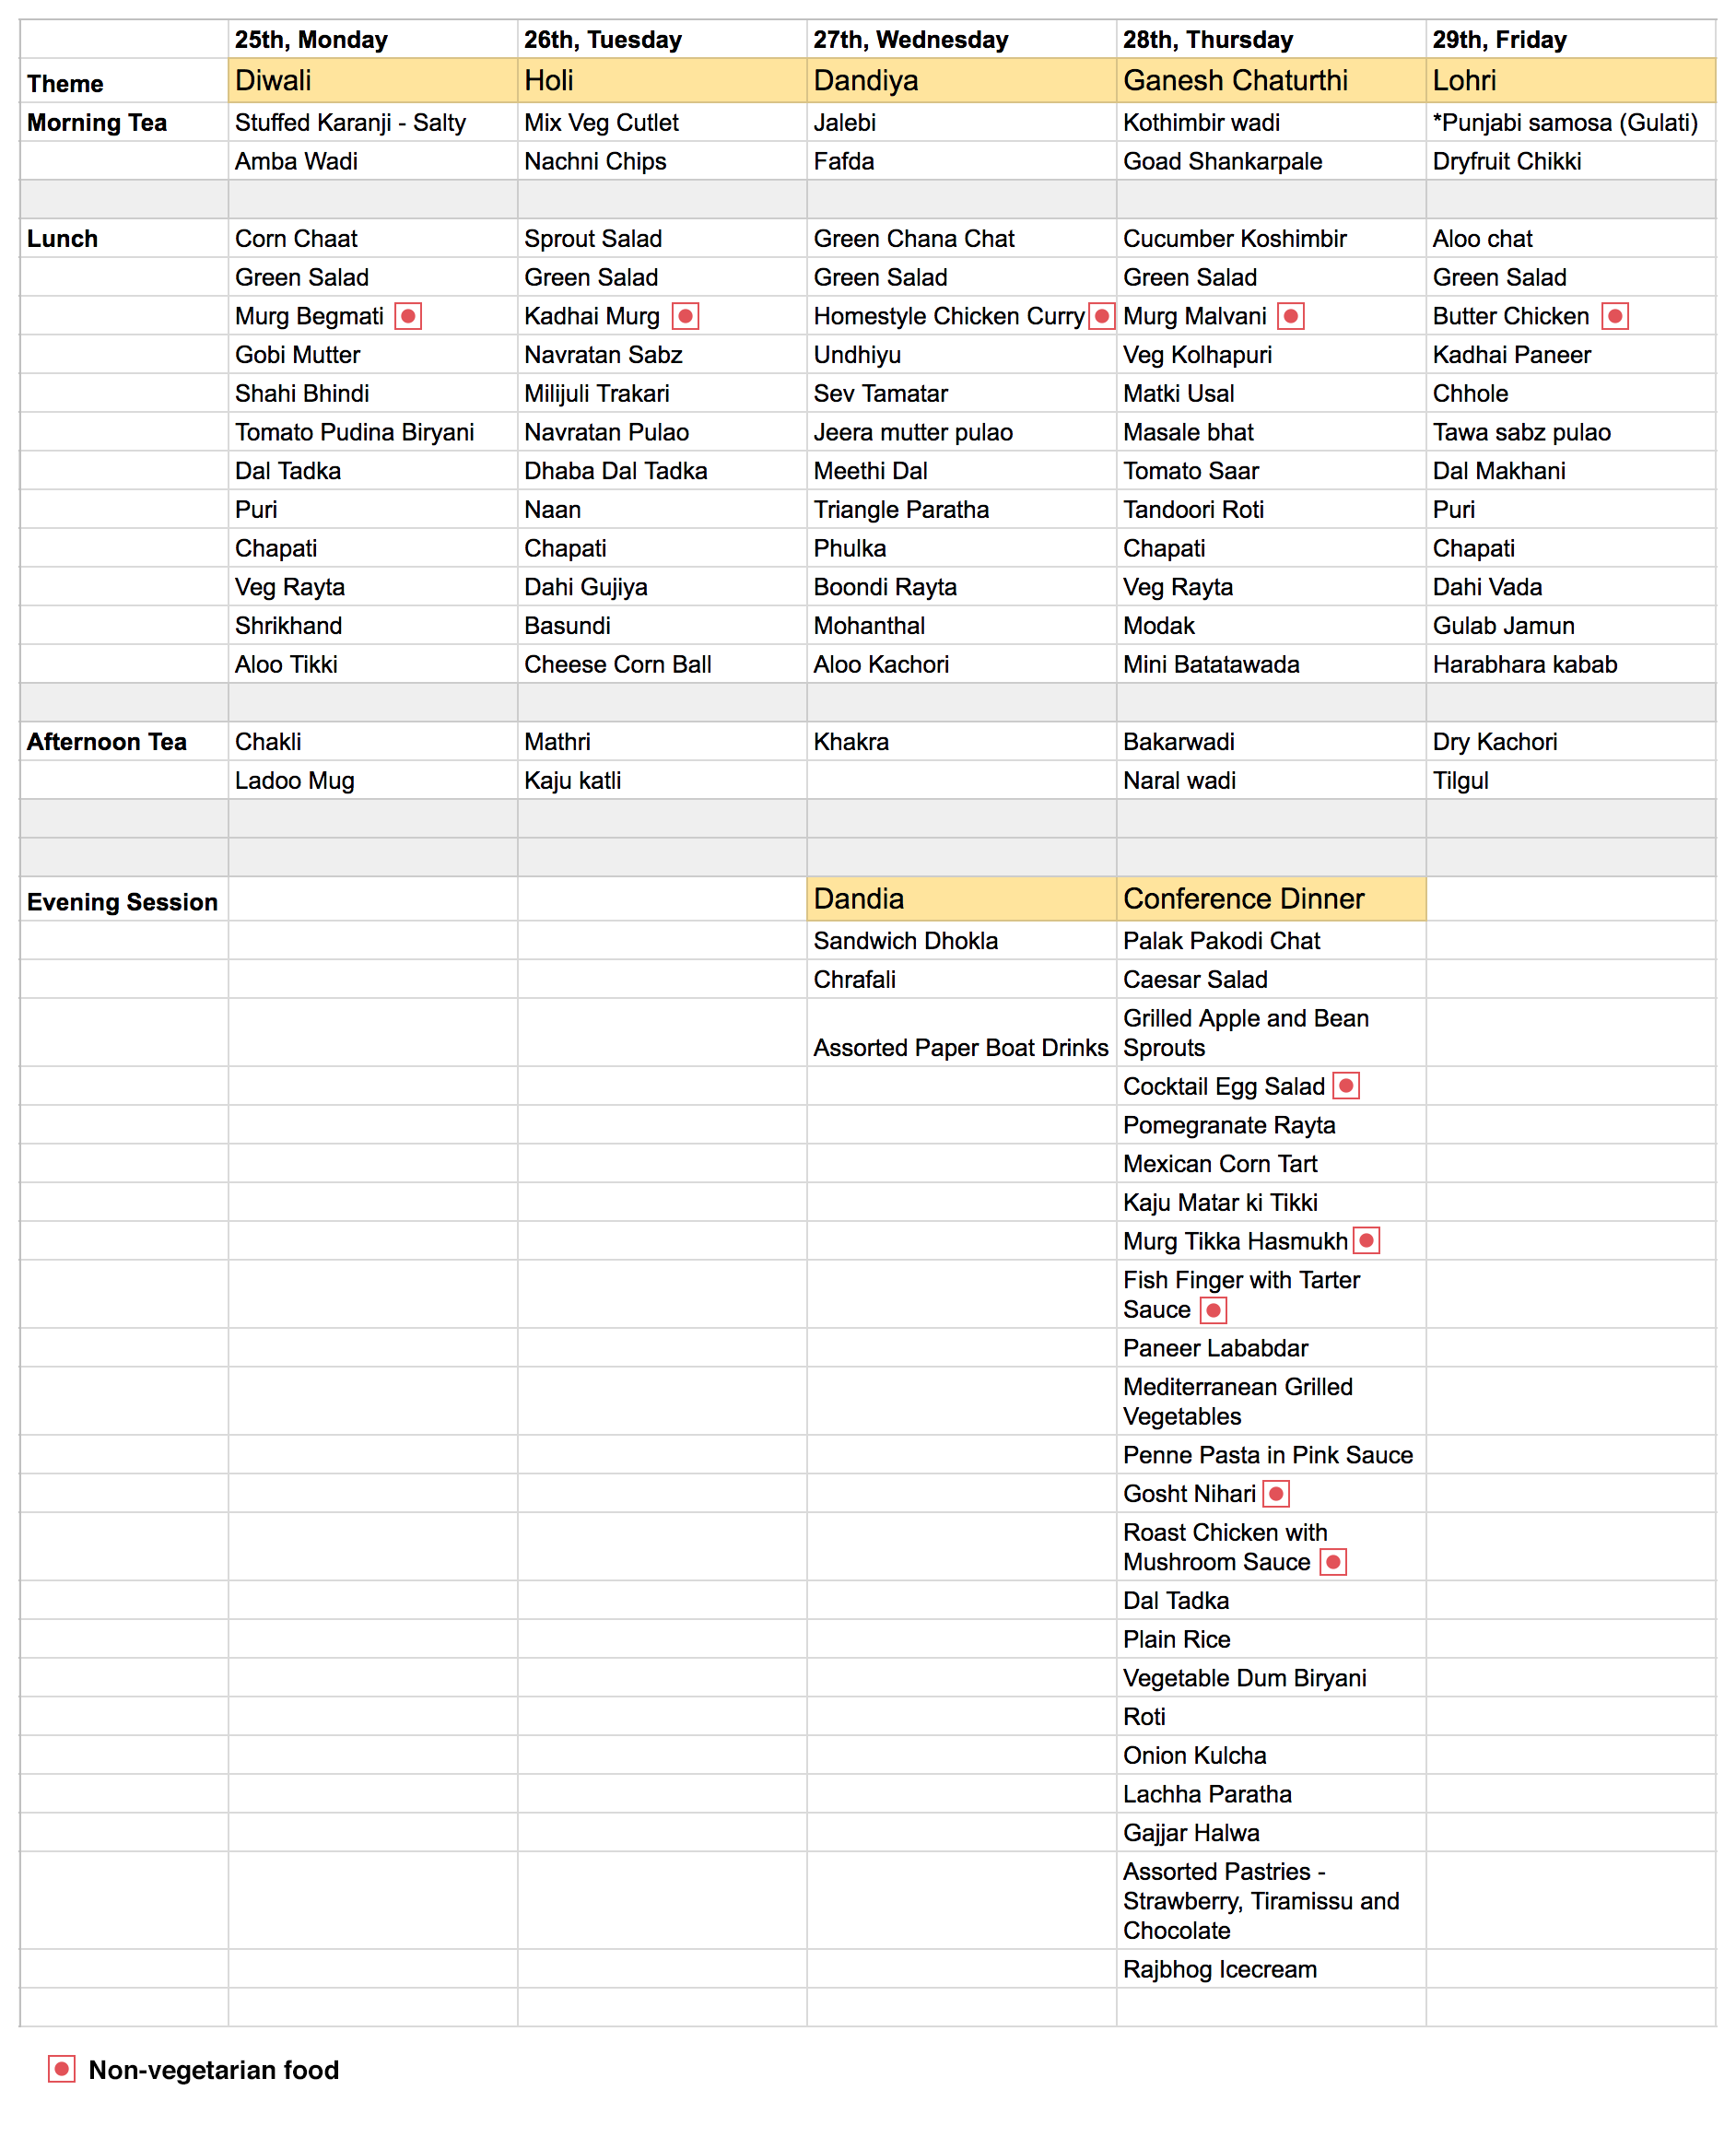 25th, Monday 26th, Tuesday 27th, Wednesday 28th, Thursday 29th, Friday
Theme Diwali Holi Dandiya Ganesh Chaturthi Lohri
Morning Tea Stuffed Karanji - Salty Mix Veg Cutlet Jalebi Kothimbir wadi *Punjabi samosa (Gulati)
Amba Wadi Nachni Chips Fafda Goad Shankarpale Dryfruit Chikki
Lunch Corn Chaat Sprout Salad Green Chana Chat Cucumber Koshimbir Aloo chat
Green Salad Green Salad Green Salad Green Salad Green Salad
Murg Begmati Kadhai Murg Homestyle Chicken Curry Murg Malvani Butter Chicken
Gobi Mutter Navratan Sabz Undhiyu Veg Kolhapuri Kadhai Paneer
Shahi Bhindi Milijuli Trakari Sev Tamatar Matki Usal Chhole
Tomato Pudina Biryani Navratan Pulao Jeera mutter pulao Masale bhat Tawa sabz pulao
Dal Tadka Dhaba Dal Tadka Meethi Dal Tomato Saar Dal Makhani
Puri Naan Triangle Paratha Tandoori Roti Puri
Chapati Chapati Phulka Chapati Chapati
Veg Rayta Dahi Gujiya Boondi Rayta Veg Rayta Dahi Vada
Shrikhand Basundi Mohanthal Modak Gulab Jamun
Aloo Tikki Cheese Corn Ball Aloo Kachori Mini Batatawada Harabhara kabab
Afternoon Tea Chakli Mathri Khakra Bakarwadi Dry Kachori
Ladoo Mug Kaju katli Naral wadi Tilgul
Evening Session Dandia Conference Dinner
Sandwich Dhokla Palak Pakodi Chat
Chrafali Caesar Salad
Grilled Apple and Bean
Assorted Paper Boat Drinks Sprouts
Cocktail Egg Salad
Pomegranate Rayta
Mexican Corn Tart
Kaju Matar ki Tikki
Murg Tikka Hasmukh
Fish Finger with Tarter
Sauce
Paneer Lababdar
Mediterranean Grilled
Vegetables
Penne Pasta in Pink Sauce
Gosht Nihari
Roast Chicken with
Mushroom Sauce
Dal Tadka
Plain Rice
Vegetable Dum Biryani
Roti
Onion Kulcha
Lachha Paratha
Gajjar Halwa
Assorted Pastries -
Strawberry, Tiramissu and
Chocolate
Rajbhog Icecream
Non-vegetarian food